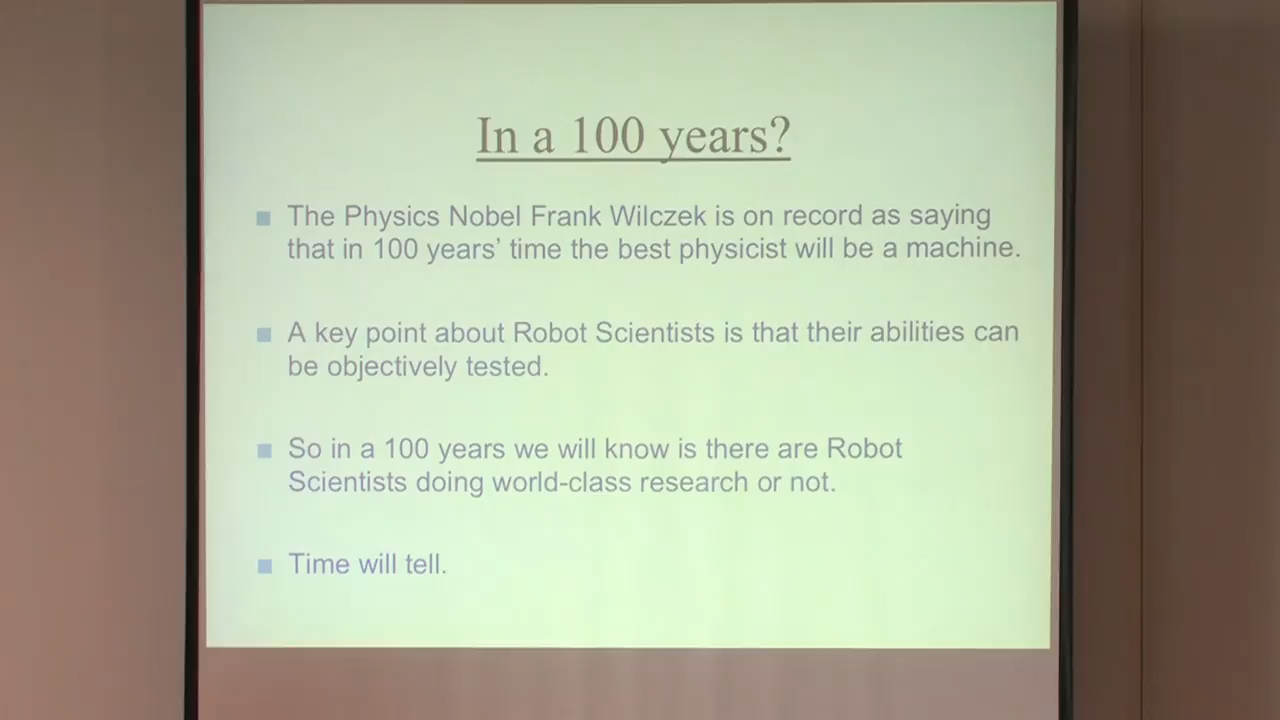 In a 100 years?
The Physics Nobel Frank Wilczek is on record as saying
that in 100 years’ time the best physicist will be a machine.
A key point about Robot Scientists is that their abilities can
be objectively tested.
So in a 100 years we will know is there are Robot
Scientists doing world-class research or not.
Time will tell.